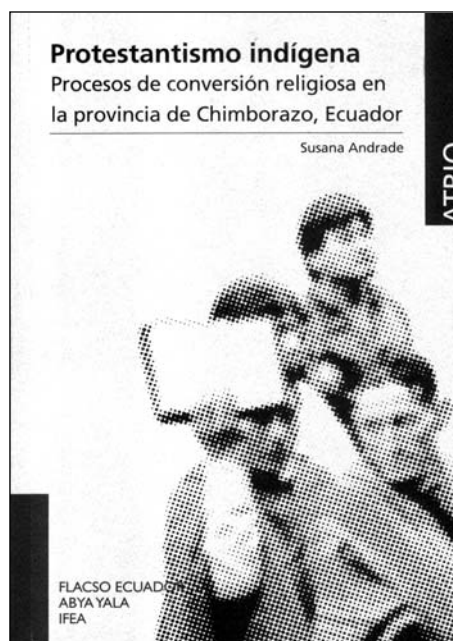 Protestantismo indígena
Procesos de conversión religiosa en
la provincia de Chimborazo, Ecuador
Susana Andrade
ATRIO
FLACSO ECUADOR
ABYA YALA
IFEA